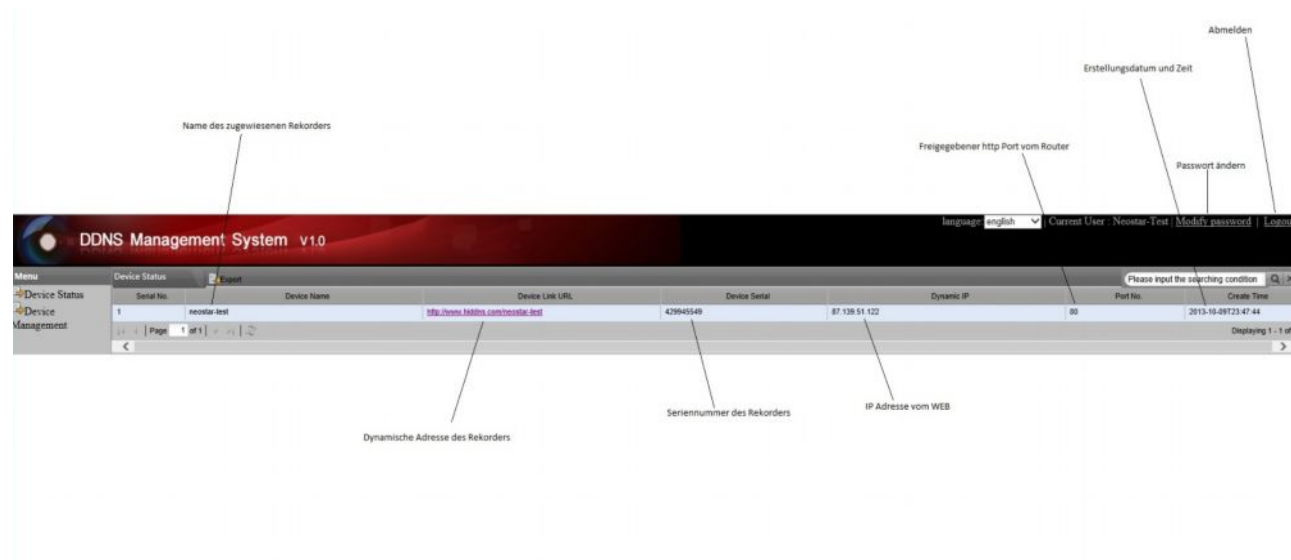 Abmelden
Erstellungsdatum und Zeit
Name des zugewiesenen Rekorders
Freigegebener http Port vom Router
Passwort ändern
language english | Current User : Neostar-Test | Modify password | Logou
DDNS Management System V1.0
Menu
Device Status
Export
Please input the searching condition
Device Status
Device Management
Serial No. Device Name Device Link URL Device Serial Dynamic IP Port No. Create Time
1 neostar-test http://www.hiddns.com/neostar-test 429945549 87.139.51.122 80 2013-10-09T23:47:44
Page 1 of 1
Displaying 1 - 1 of
Seriennummer des Rekorders
IP Adresse vom WEB
Dynamische Adresse des Rekorders